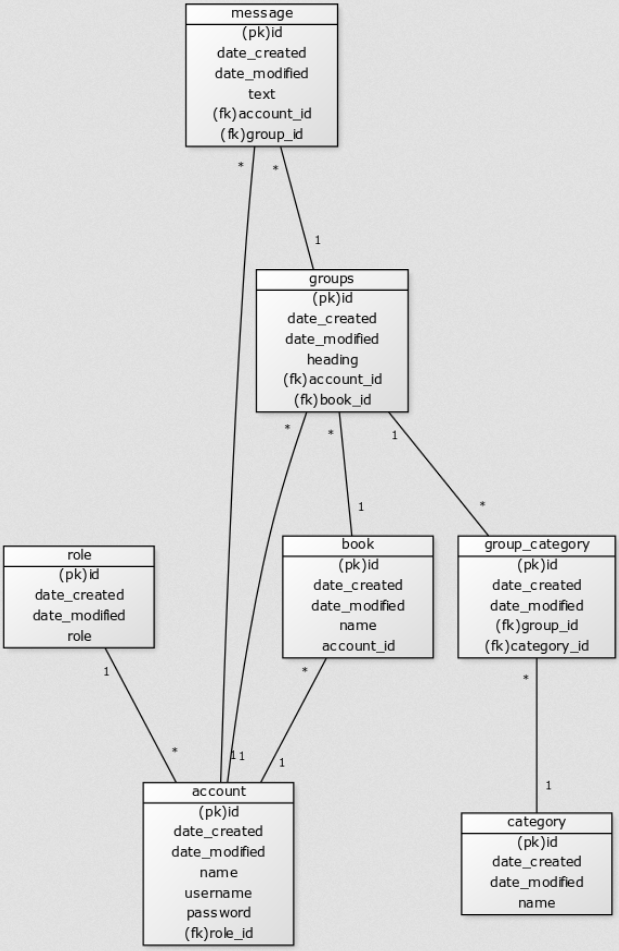 message
(pk)id
date_created
date_modified
text
(fk)account_id
(fk)group_id
*
*
1
groups
(pk)id
date_created
date_modified
heading
(fk)account_id
(fk)book_id
*
*
1
1
*
role
(pk)id
date_created
date_modified
role
book
(pk)id
date_created
date_modified
name
account_id
group_category
(pk)id
date_created
date_modified
(fk)group_id
(fk)category_id
1
*
*
*
1
1
1
1
account
(pk)id
date_created
date_modified
name
username
password
(fk)role_id
category
(pk)id
date_created
date_modified
name